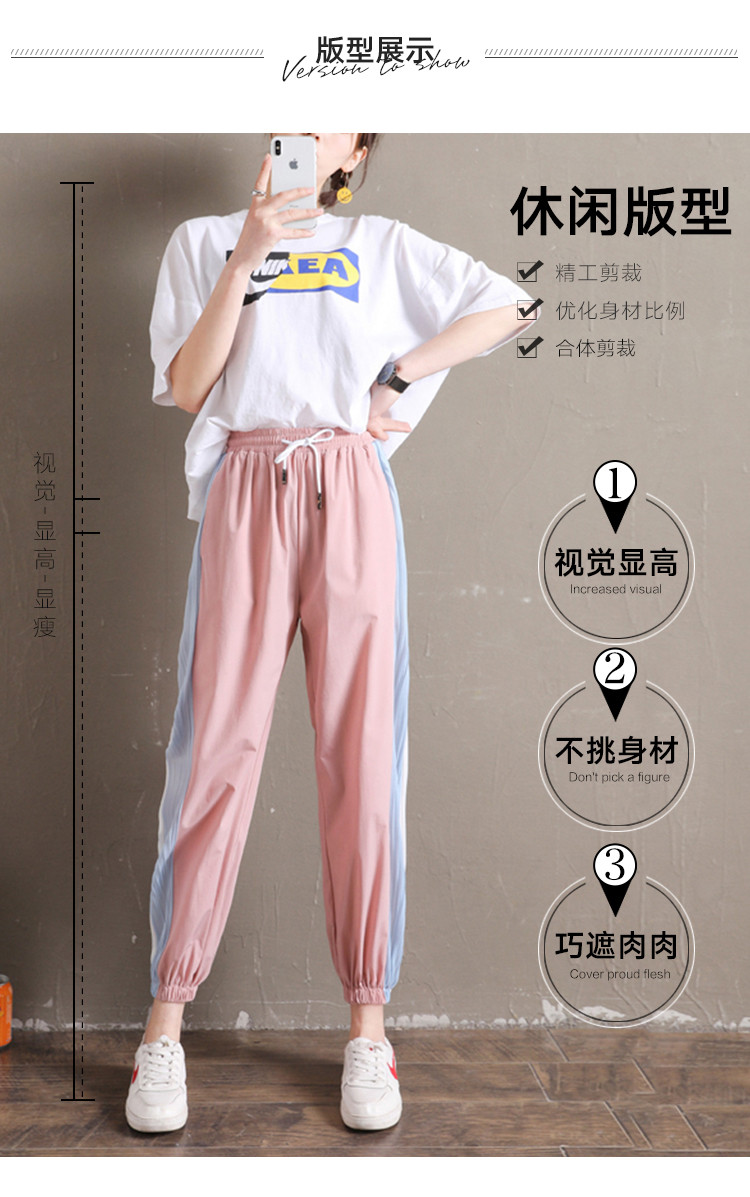 版型展示
Version to show
休闲版型
精工剪裁
优化身材比例
合体剪裁
NIKEA
视觉-显高-显瘦
1
视觉显高
Increased visual
2
不挑身材
Don't pick a figure
3
巧遮肉肉
Cover proud flesh